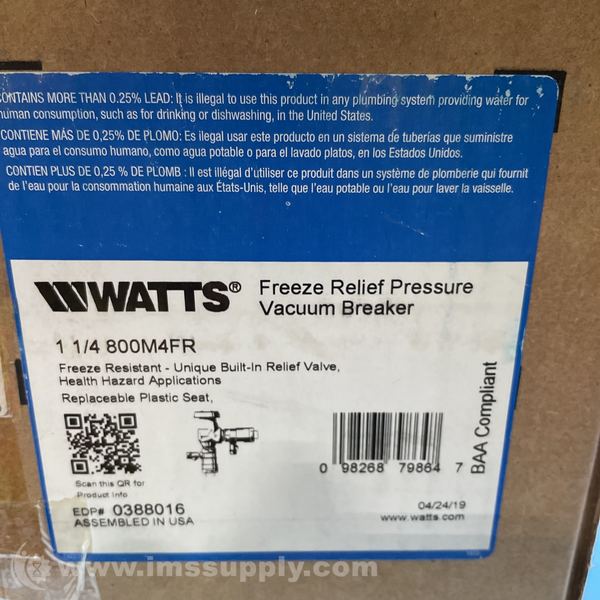 CONTAINS MORE THAN 0.25% LEAD: It is illegal to use this product in any plumbing system providing water for
human consumption, such as for drinking or dishwashing, in the United States.
CONTIENE MÁS DE 0,25% DE PLOMO: Es ilegal usar este producto en un sistema de tuberías que suministre
agua para el consumo humano, como agua potable o para el lavado platos, en los Estados Unidos.
CONTIEN PLUS DE 0,25 % DE PLOMB : Il est illégal d'utiliser ce produit dans un système de plomberie qui fournit
de l'eau pour la consommation humaine aux États-Unis, telle que l'eau potable ou l'eau pour laver la vaisselle.
WATTS®
Freeze Relief Pressure
Vacuum Breaker
1 1/4 800M4FR
Freeze Resistant - Unique Built-In Relief Valve,
Health Hazard Applications
Replaceable Plastic Seat,
Scan this QR for
Product Info
EDP# 0388016
ASSEMBLED IN USA
0 98268 79864 7
BAA Compliant
04/24/19
www.watts.com
www.imssupply.com